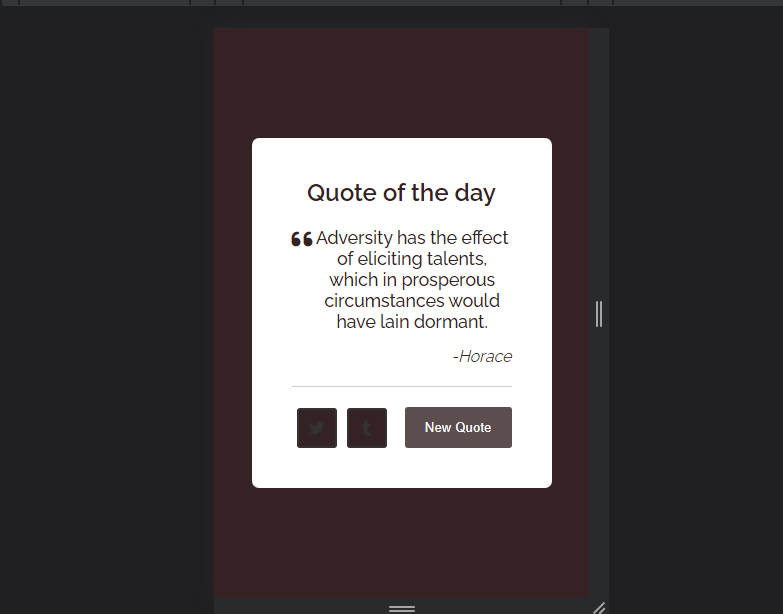 Quote of the day
Adversity has the effect
of eliciting talents,
which in prosperous
circumstances would
have lain dormant.
-Horace
New Quote